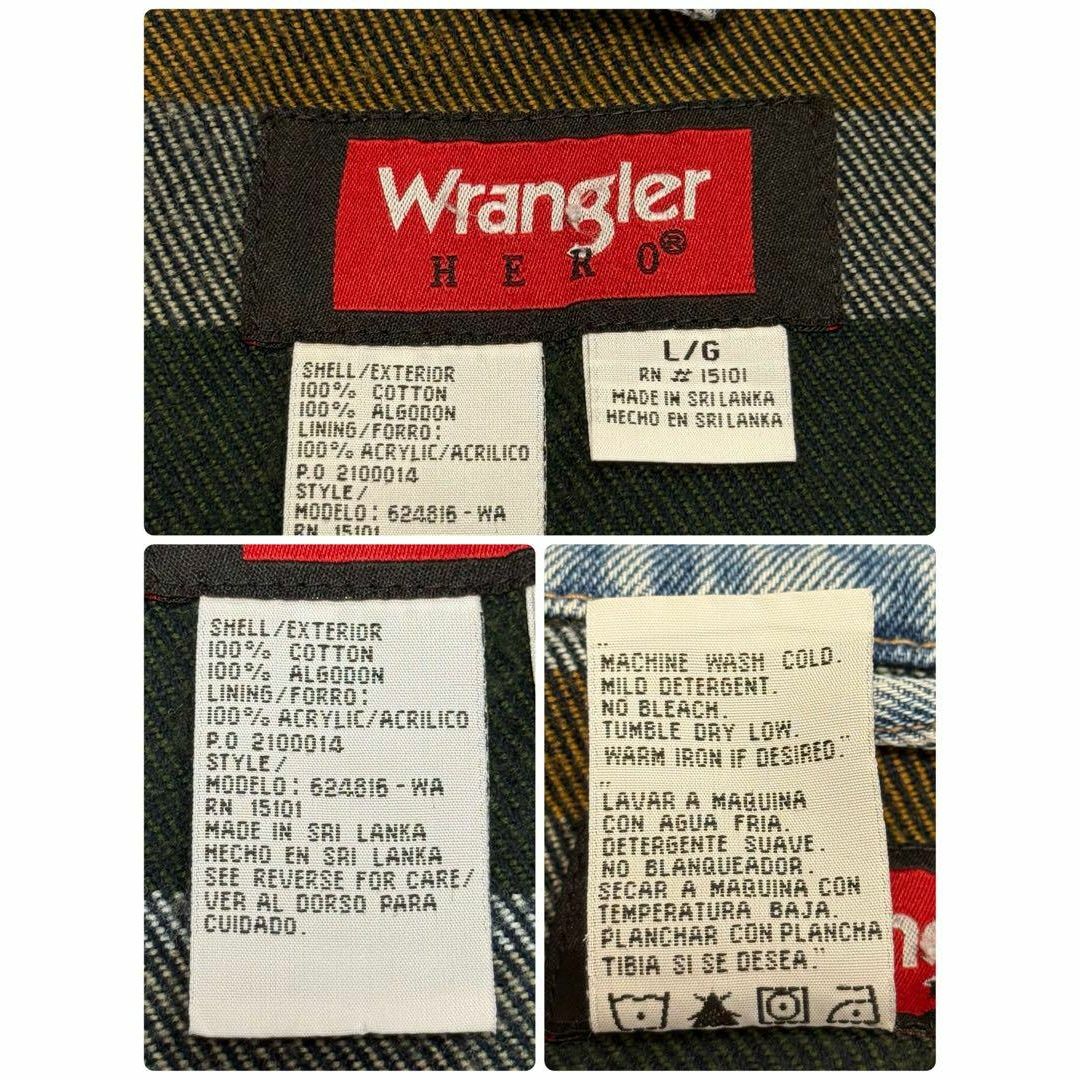 Wrangler
HERO®
SHELL/EXTERIOR
100% COTTON
100% ALGODON
LINING/FORRO:
100% ACRYLIC/ACRILICO
P.O 2100014
STYLE/
MODELO: 624816-WA
RN 15101
L/G
RN # 15101
MADE IN SRI LANKA
HECHO EN SRI LANKA
SHELL/EXTERIOR
100% COTTON
100% ALGODON
LINING/FORRO:
100% ACRYLIC/ACRILICO
P.O 2100014
STYLE/
MODELO: 624816-WA
RN 15101
MADE IN SRI LANKA
HECHO EN SRI LANKA
SEE REVERSE FOR CARE/
VER AL DORSO PARA
CUIDADO.
"
MACHINE WASH COLD.
MILD DETERGENT.
NO BLEACH.
TUMBLE DRY LOW.
WARM IRON IF DESIRED."
"
LAVAR A MAQUINA
CON AGUA FRIA.
DETERGENTE SUAVE.
NO BLANQUEADOR.
SECAR A MAQUINA CON
TEMPERATURA BAJA.
PLANCHAR CON PLANCHA
TIBIA SI SE DESEA."